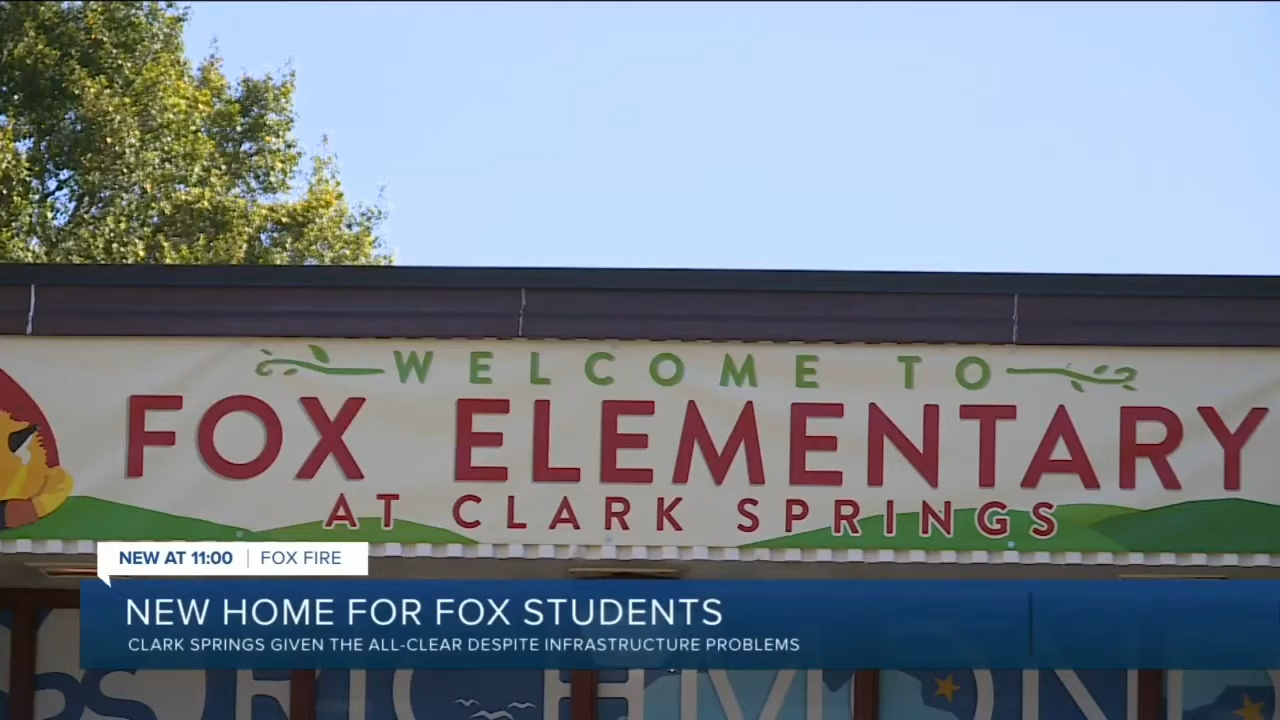 WELCOME TO
FOX ELEMENTARY
AT CLARK SPRINGS
NEW AT 11:00 | FOX FIRE
NEW HOME FOR FOX STUDENTS
CLARK SPRINGS GIVEN THE ALL-CLEAR DESPITE INFRASTRUCTURE PROBLEMS